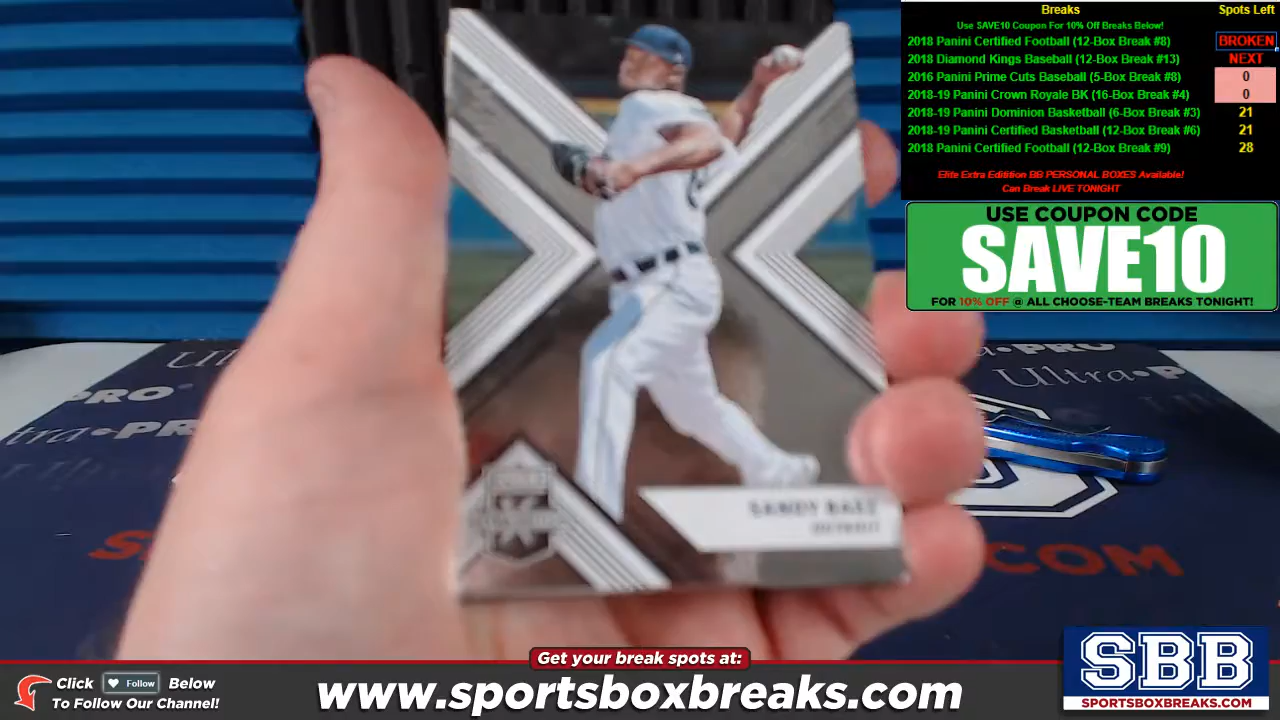 Breaks Spots Left
Use SAVE10 Coupon For 10% Off Breaks Below!
2018 Panini Certified Football (12-Box Break #8) BROKEN
2018 Diamond Kings Baseball (12-Box Break #13) NEXT
2016 Panini Prime Cuts Baseball (5-Box Break #8) 0
2018-19 Panini Crown Royale BK (16-Box Break #4) 0
2018-19 Panini Dominion Basketball (6-Box Break #3) 21
2018-19 Panini Certified Basketball (12-Box Break #6) 21
2018 Panini Certified Football (12-Box Break #9) 28
Elite Extra Edition BB PERSONAL BOXES Available!
Can Break LIVE TONIGHT
USE COUPON CODE
SAVE10
FOR 10% OFF @ ALL CHOOSE-TEAM BREAKS TONIGHT!
Ultra•P
SANDY BAEZ
DETROIT
COM
Get your break spots at:
Click Follow Below
To Follow Our Channel!
www.sportsboxbreaks.com
SBB
SPORTSBOXBREAKS.COM